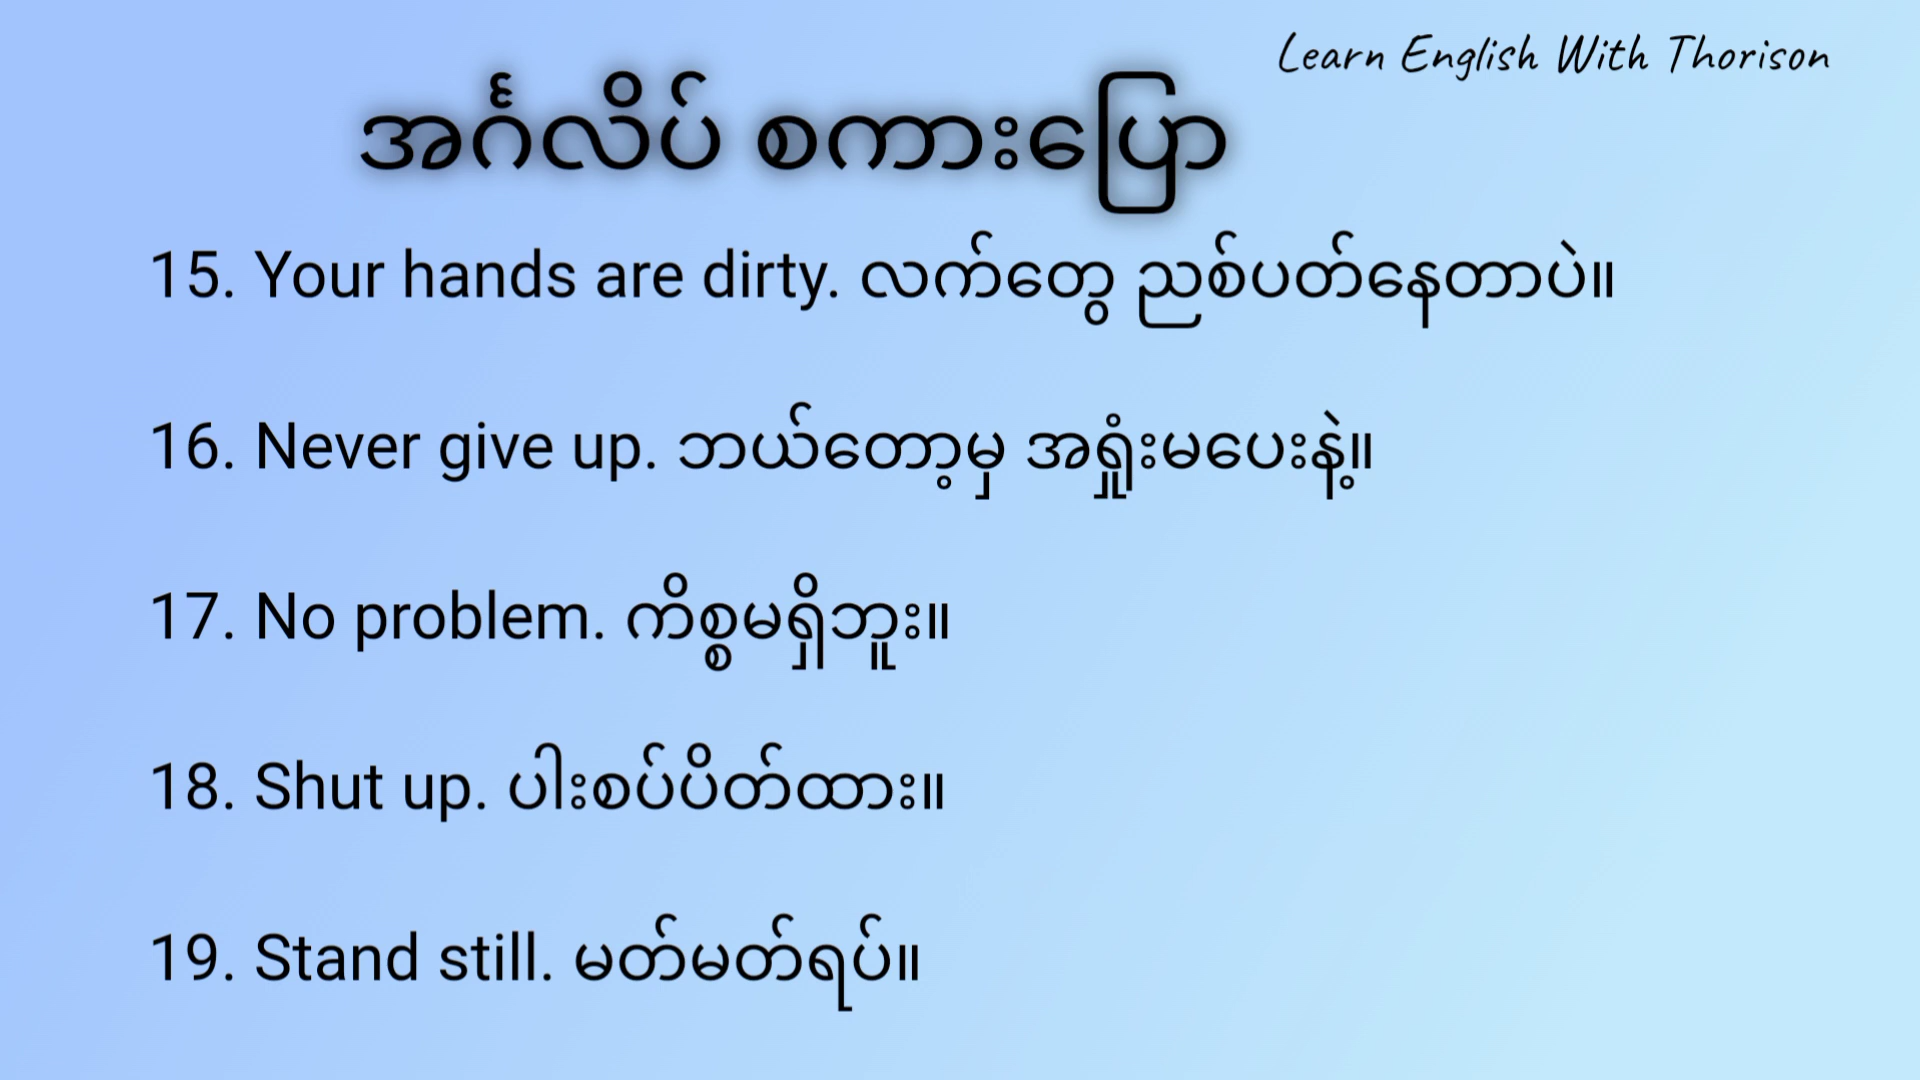 Learn English With Thorison
အင်္ဂလိပ် စကားပြော
15. Your hands are dirty. လက်တွေ ညစ်ပတ်နေတာပဲ။
16. Never give up. ဘယ်တော့မှ အရှုံးမပေးနဲ့။
17. No problem. ကိစ္စမရှိဘူး။
18. Shut up. ပါးစပ်ပိတ်ထား။
19. Stand still. မတ်မတ်ရပ်။